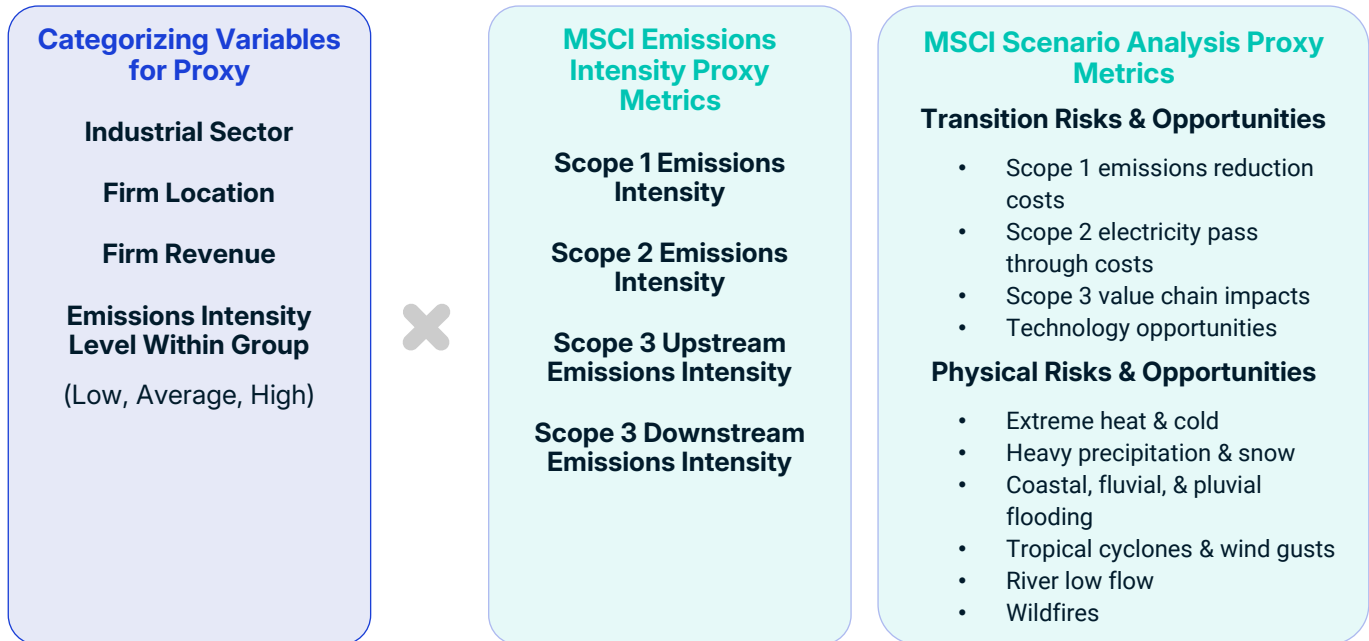 Categorizing Variables
for Proxy
Industrial Sector
Firm Location
Firm Revenue
Emissions Intensity
Level Within Group
(Low, Average, High)
MSCI Emissions
Intensity Proxy
Metrics
Scope 1 Emissions
Intensity
Scope 2 Emissions
Intensity
Scope 3 Upstream
Emissions Intensity
Scope 3 Downstream
Emissions Intensity
MSCI Scenario Analysis Proxy
Metrics
Transition Risks & Opportunities
• Scope 1 emissions reduction
costs
• Scope 2 electricity pass
through costs
• Scope 3 value chain impacts
• Technology opportunities
Physical Risks & Opportunities
• Extreme heat & cold
• Heavy precipitation & snow
• Coastal, fluvial, & pluvial
flooding
• Tropical cyclones & wind gusts
• River low flow
• Wildfires